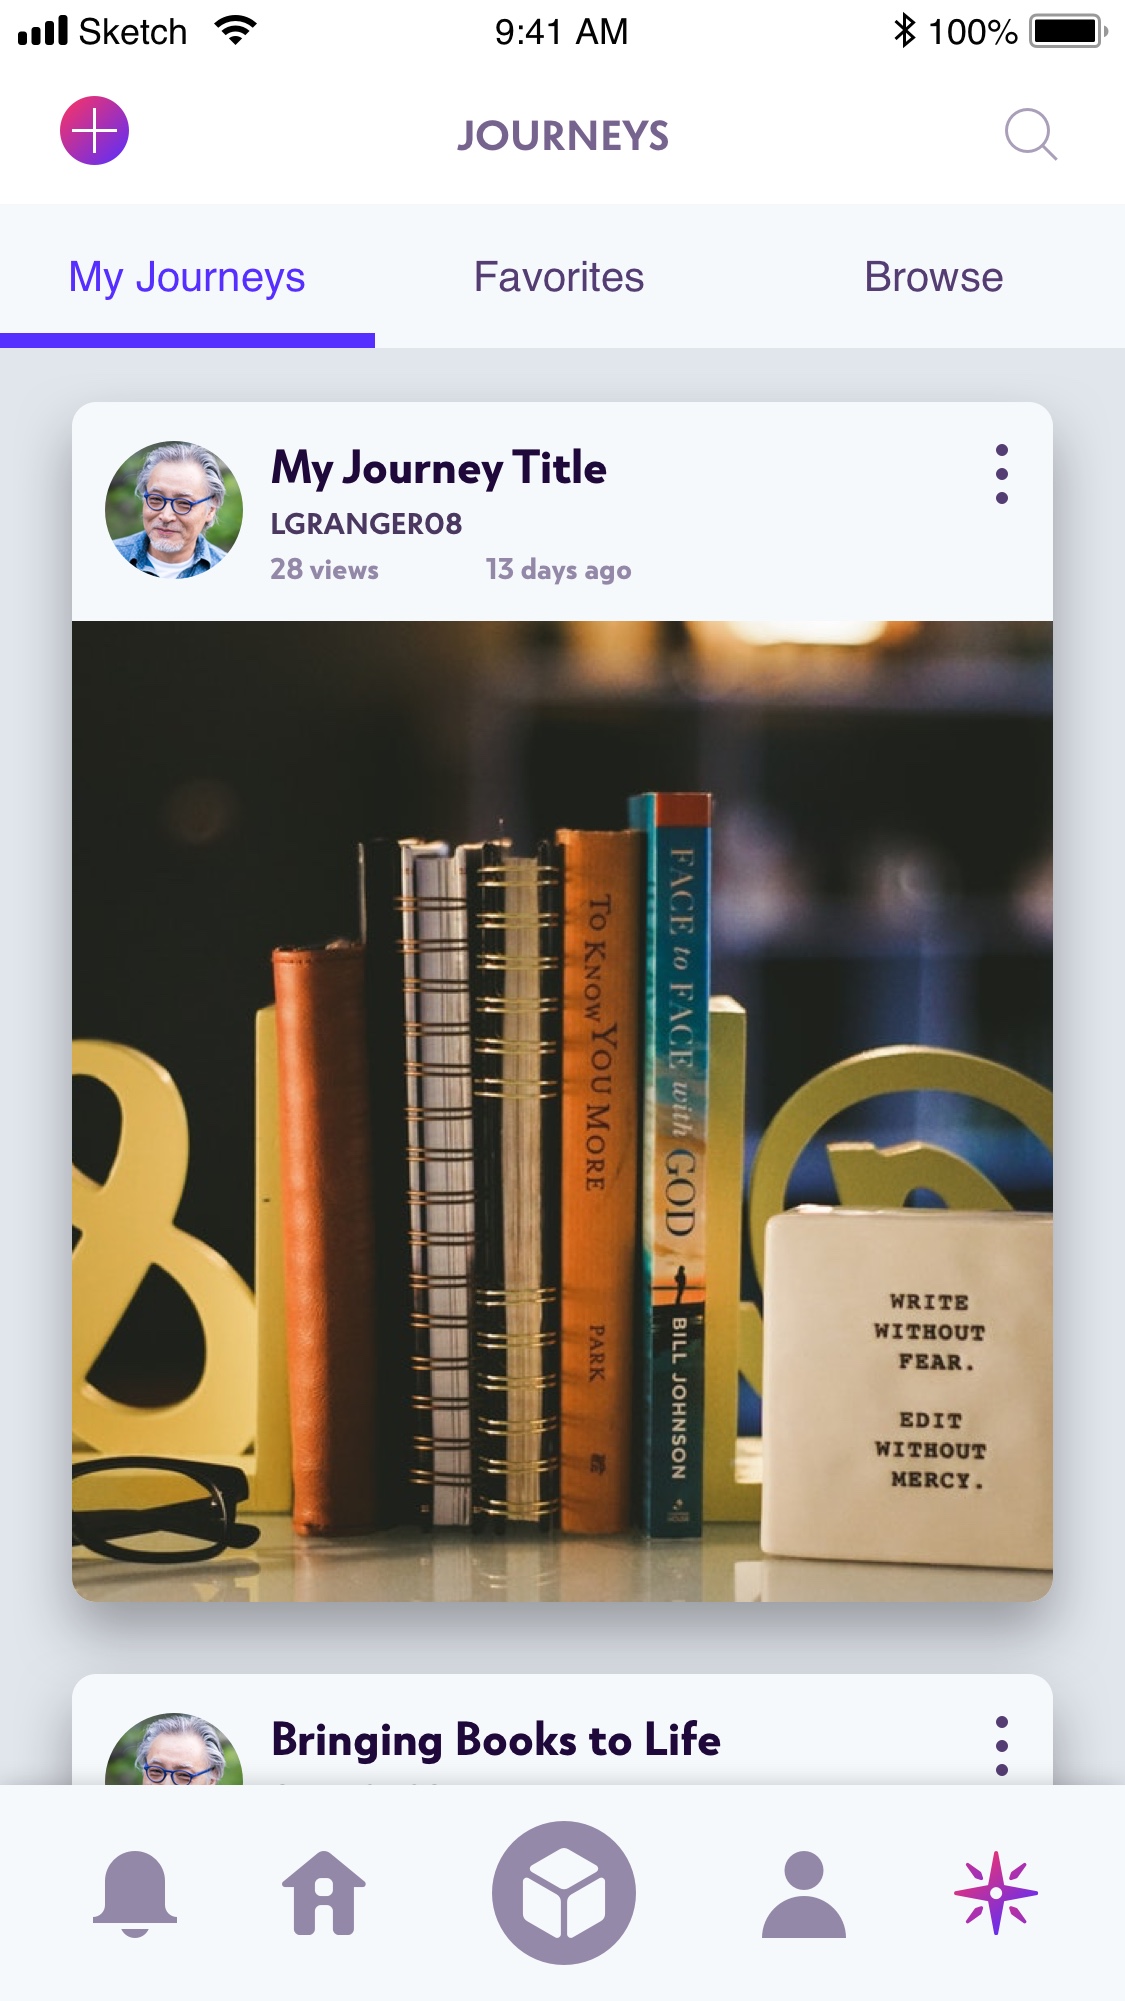 Sketch 9:41 AM 100%
JOURNEYS
My Journeys Favorites Browse
My Journey Title
LGRANGER08
28 views 13 days ago
To Know You More
PARK
FACE to FACE with GOD
BILL JOHNSON
WRITE
WITHOUT
FEAR.
EDIT
WITHOUT
MERCY.
Bringing Books to Life